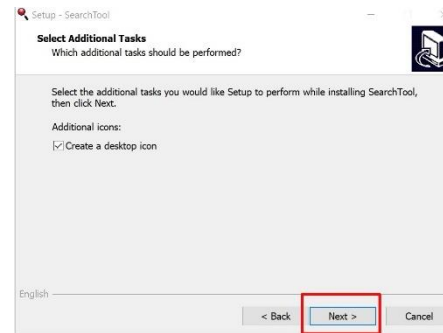 Setup - SearchTool
Select Additional Tasks
Which additional tasks should be performed?
Select the additional tasks you would like Setup to perform while installing SearchTool,
then click Next.
Additional icons:
Create a desktop icon
English
< Back Next > Cancel